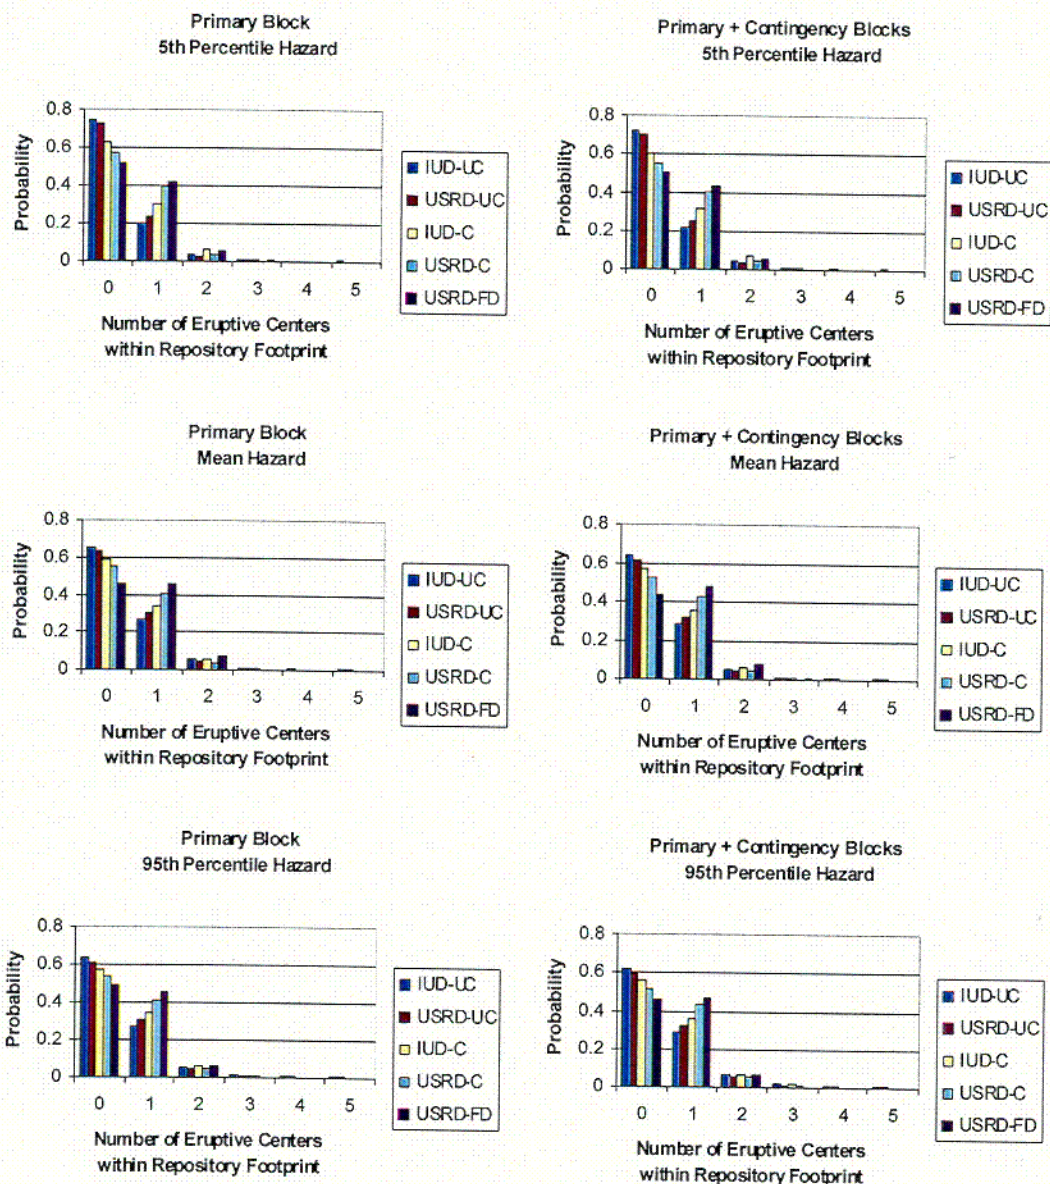 Primary Block
5th Percentile Hazard
0.8
0.6
0.4
0.2
0
Probability
0 1 2 3 4 5
Number of Eruptive Centers
within Repository Footprint
IUD-UC
USRD-UC
IUD-C
USRD-C
USRD-FD
Primary + Contingency Blocks
5th Percentile Hazard
0.8
0.6
0.4
0.2
0
Probability
0 1 2 3 4 5
Number of Eruptive Centers
within Repository Footprint
IUD-UC
USRD-UC
IUD-C
USRD-C
USRD-FD
Primary Block
Mean Hazard
0.8
0.6
0.4
0.2
0
Probability
0 1 2 3 4 5
Number of Eruptive Centers
within Repository Footprint
IUD-UC
USRD-UC
IUD-C
USRD-C
USRD-FD
Primary + Contingency Blocks
Mean Hazard
0.8
0.6
0.4
0.2
0
Probability
0 1 2 3 4 5
Number of Eruptive Centers
within Repository Footprint
IUD-UC
USRD-UC
IUD-C
USRD-C
USRD-FD
Primary Block
95th Percentile Hazard
0.8
0.6
0.4
0.2
0
Probability
0 1 2 3 4 5
Number of Eruptive Centers
within Repository Footprint
IUD-UC
USRD-UC
IUD-C
USRD-C
USRD-FD
Primary + Contingency Blocks
95th Percentile Hazard
0.8
0.6
0.4
0.2
0
Probability
0 1 2 3 4 5
Number of Eruptive Centers
within Repository Footprint
IUD-UC
USRD-UC
IUD-C
USRD-C
USRD-FD